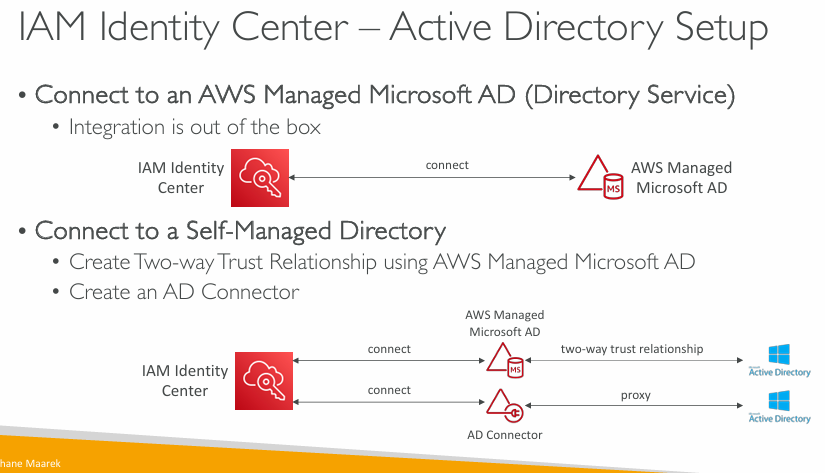 IAM Identity Center – Active Directory Setup
• Connect to an AWS Managed Microsoft AD (Directory Service)
• Integration is out of the box
IAM Identity
Center
connect
AWS Managed
Microsoft AD
MS
• Connect to a Self-Managed Directory
• Create Two-way Trust Relationship using AWS Managed Microsoft AD
• Create an AD Connector
AWS Managed
Microsoft AD
IAM Identity
Center
connect
MS
two-way trust relationship
Active Directory
connect
proxy
Active Directory
AD Connector
hane Maarek